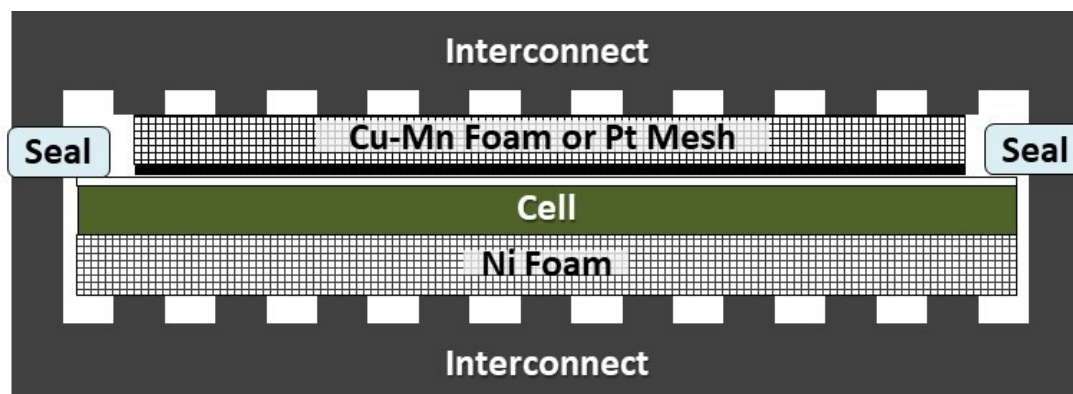 Interconnect
Cu-Mn Foam or Pt Mesh
Seal
Seal
Cell
Ni Foam
Interconnect